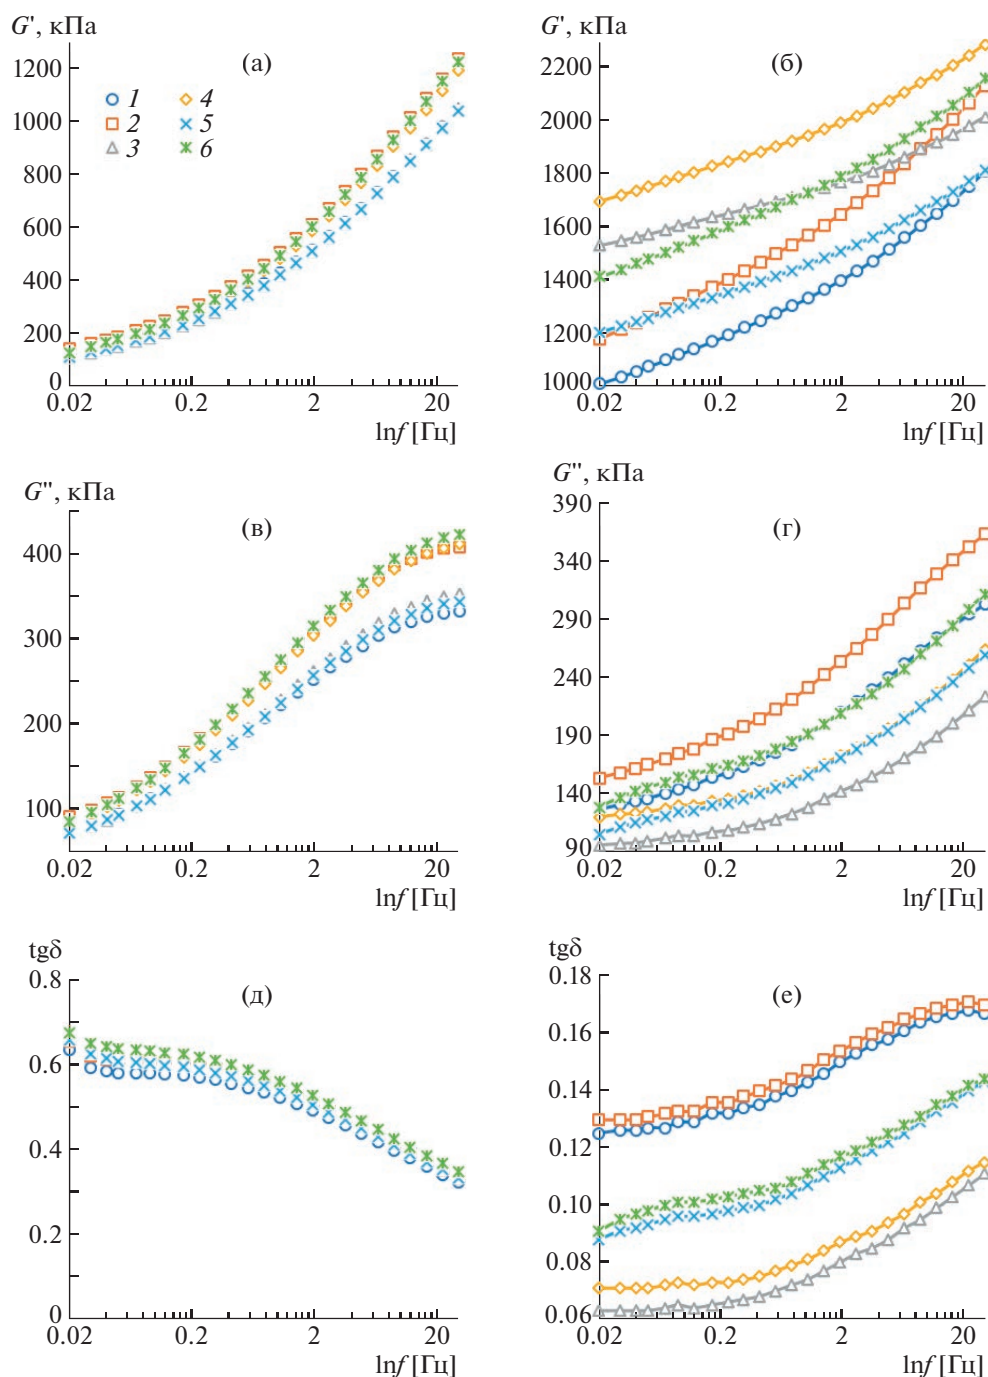 G', кПа
(а)
1200
1000
800
600
400
200
0
0.02 0.2 2 20
lnf [Гц]
1 4
2 5
3 6
G', кПа
(б)
2200
2000
1800
1600
1400
1200
1000
0.02 0.2 2 20
lnf [Гц]
G'', кПа
(в)
400
300
200
100
0.02 0.2 2 20
lnf [Гц]
G'', кПа
(г)
390
340
290
240
190
140
90
0.02 0.2 2 20
lnf [Гц]
tgδ
(д)
0.8
0.6
0.4
0.2
0
0.02 0.2 2 20
lnf [Гц]
tgδ
(е)
0.18
0.16
0.14
0.12
0.10
0.08
0.06
0.02 0.2 2 20
lnf [Гц]